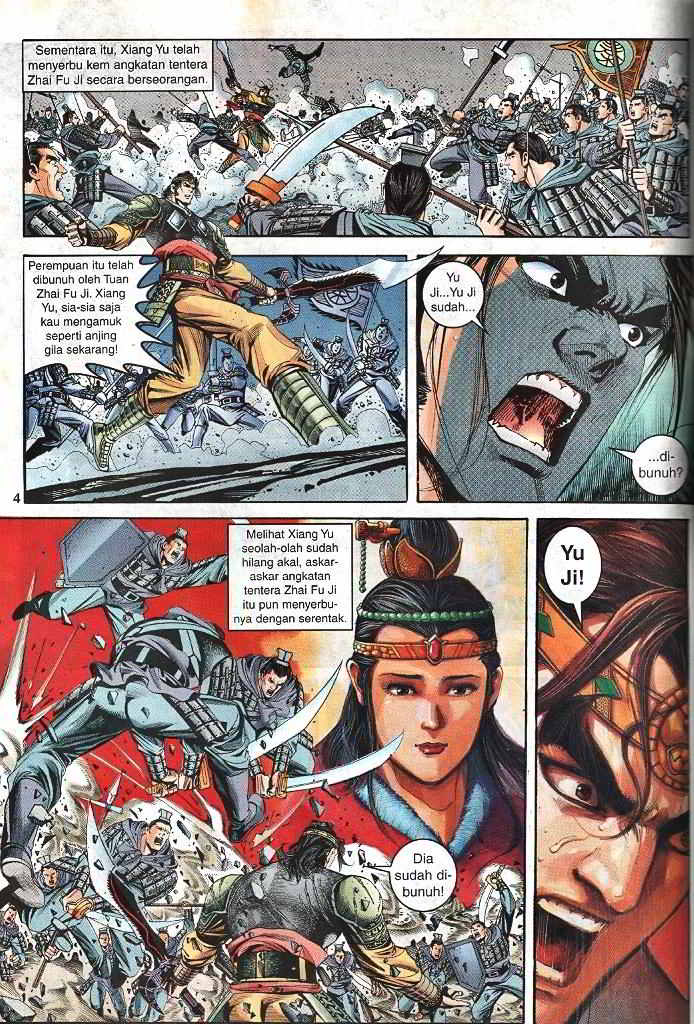 Sementara itu, Xiang Yu telah
menyerbu kem angkatan tentera
Zhai Fu Ji secara berseorangan.
Perempuan itu telah
dibunuh oleh Tuan
Zhai Fu Ji. Xiang
Yu, sia-sia saja
kau mengamuk
seperti anjing
gila sekarang!
Yu
Ji...Yu Ji
sudah...
...di-
bunuh?
4
Melihat Xiang Yu
seolah-olah sudah
hilang akal, askar-
askar angkatan
tentera Zhai Fu Ji
itu pun menyerbu-
nya dengan serentak.
Yu
Ji!
Dia
sudah di-
bunuh!